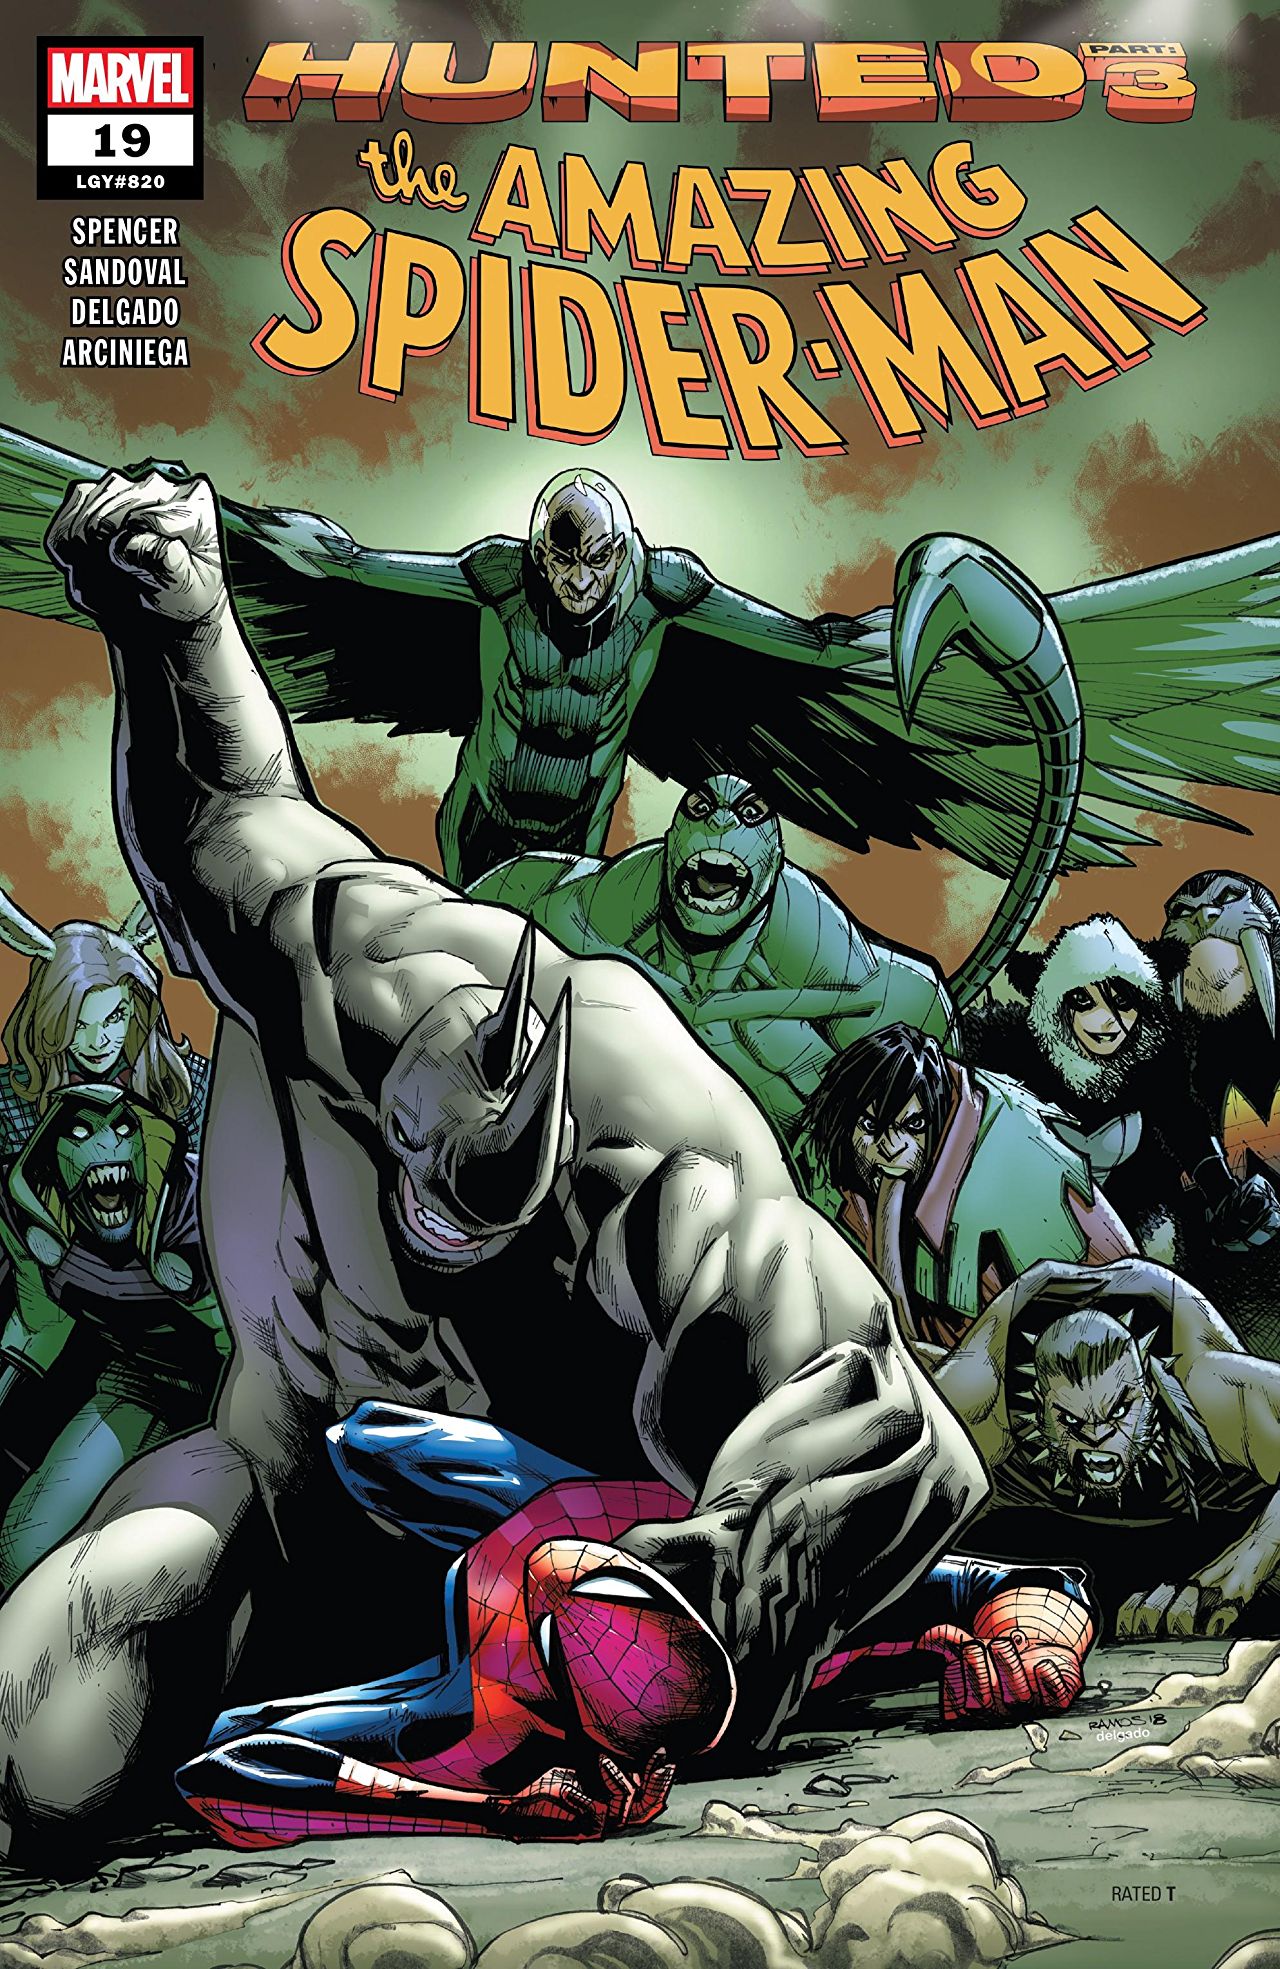 MARVEL
19
LGY#820
SPENCER
SANDOVAL
DELGADO
ARCINIEGA
HUNTED PART: 3
the AMAZING
SPIDER-MAN
RAMOS 18
delgado
RATED T